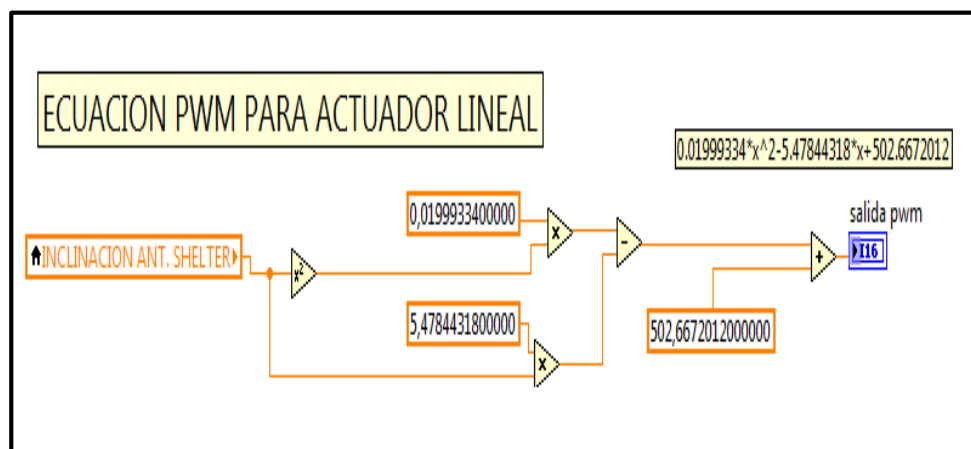 ECUACION PWM PARA ACTUADOR LINEAL
0.01999334*x^2-5.47844318*x+502.6672012
salida pwm
0,0199933400000
x
-
INCLINACION ANT. SHELTER
x²
+
I16
5,4784431800000
x
502,6672012000000